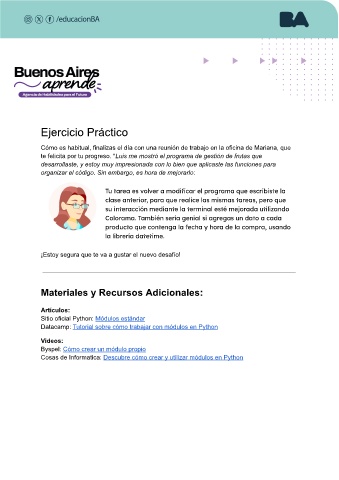 /educacionBA
BA
Buenos Aires
aprende
Agencia de Habilidades para el Futuro
Ejercicio Práctico
Cómo es habitual, finalizas el día con una reunión de trabajo en la oficina de Mariana, que
te felicita por tu progreso. "Luis me mostró el programa de gestión de frutas que
desarrollaste, y estoy muy impresionada con lo bien que aplicaste las funciones para
organizar el código. Sin embargo, es hora de mejorarlo:
Tu tarea es volver a modificar el programa que escribiste la
clase anterior, para que realice las mismas tareas, pero que
su interacción mediante la terminal esté mejorada utilizando
Colorama. También sería genial si agregas un dato a cada
producto que contenga la fecha y hora de la compra, usando
la librería datetime.
¡Estoy segura que te va a gustar el nuevo desafío!
Materiales y Recursos Adicionales:
Artículos:
Sitio oficial Python: Módulos estándar
Datacamp: Tutorial sobre cómo trabajar con módulos en Python
Videos:
Byspel: Cómo crear un módulo propio
Cosas de Informatica: Descubre cómo crear y utilizar módulos en Python